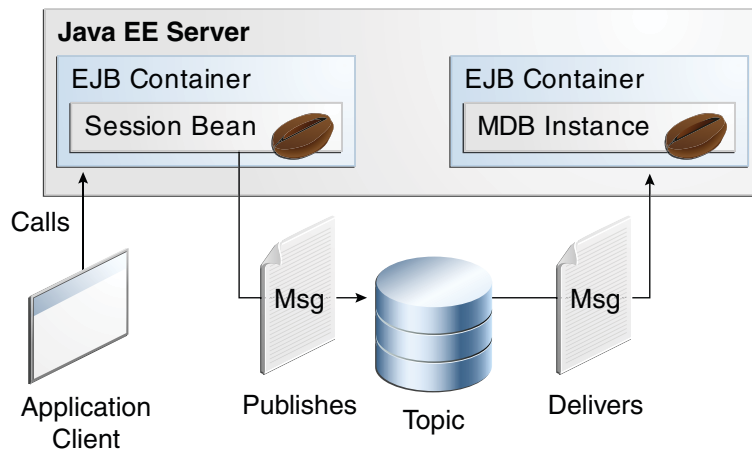 Java EE Server
EJB Container
Session Bean
EJB Container
MDB Instance
Calls
Msg
Msg
Application
Client
Publishes
Topic
Delivers